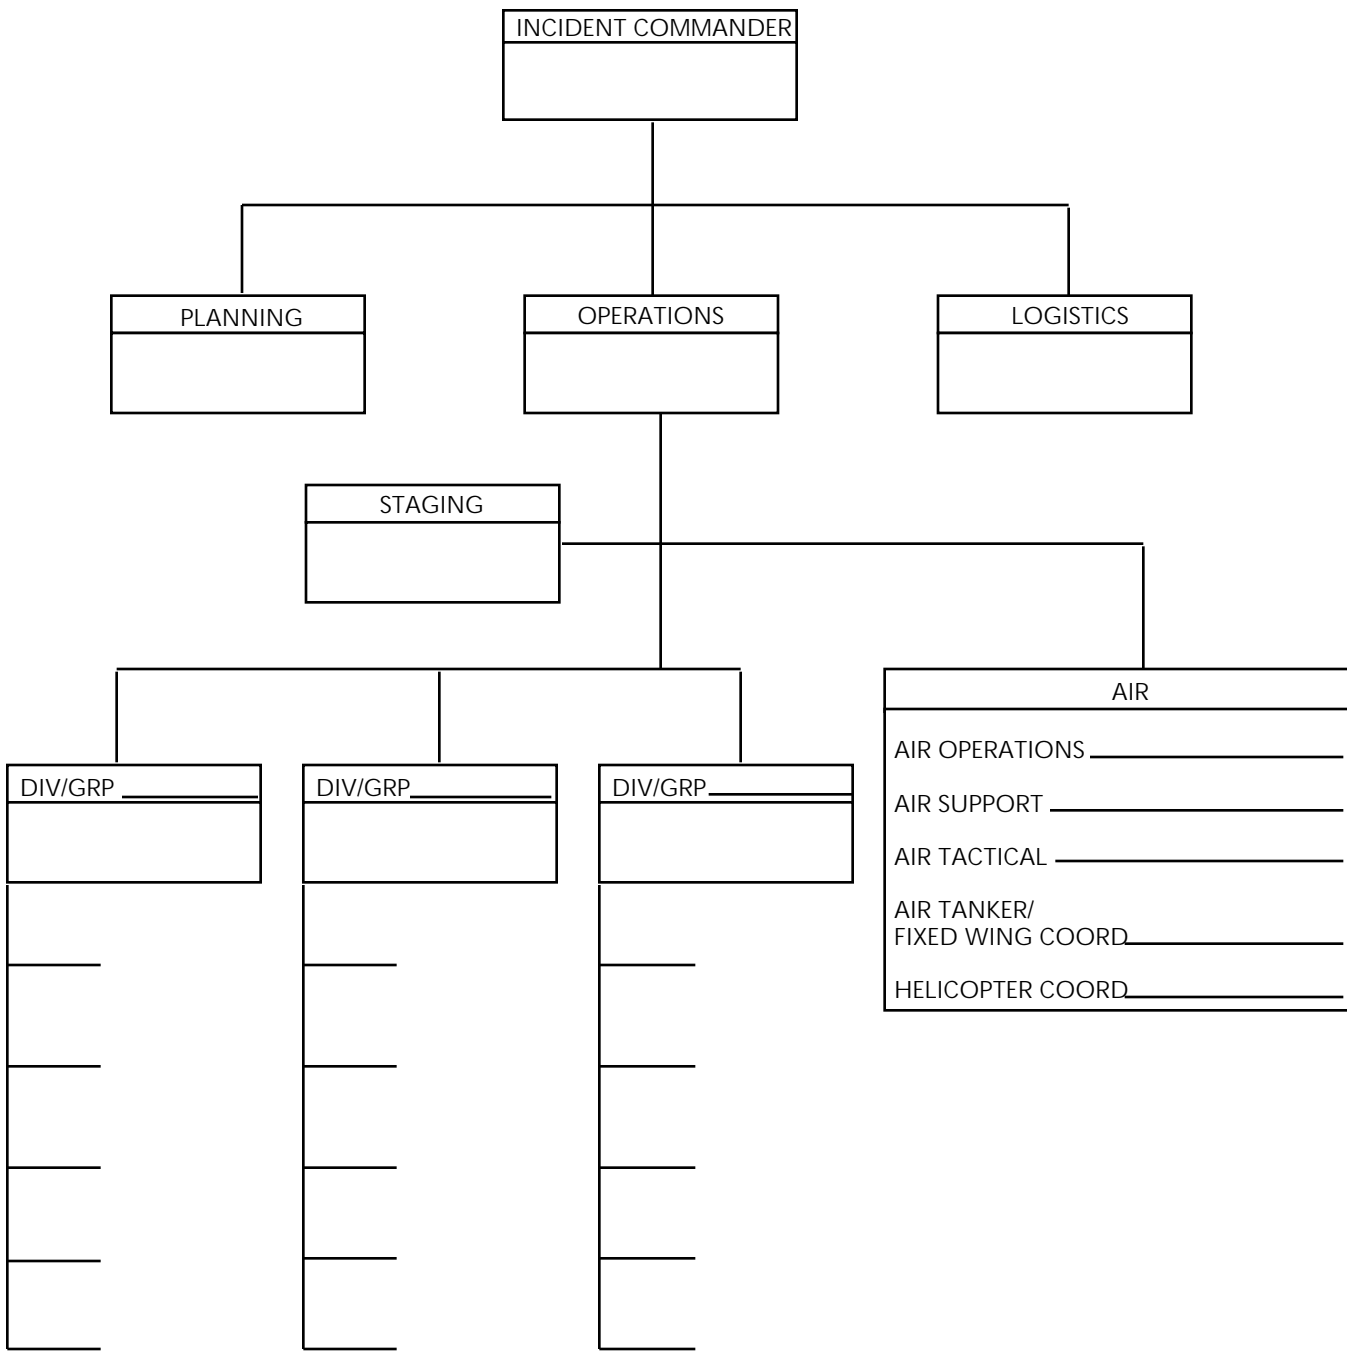 INCIDENT COMMANDER
PLANNING
OPERATIONS
LOGISTICS
STAGING
AIR
AIR OPERATIONS
AIR SUPPORT
AIR TACTICAL
AIR TANKER/
FIXED WING COORD
HELICOPTER COORD
DIV/GRP
DIV/GRP
DIV/GRP